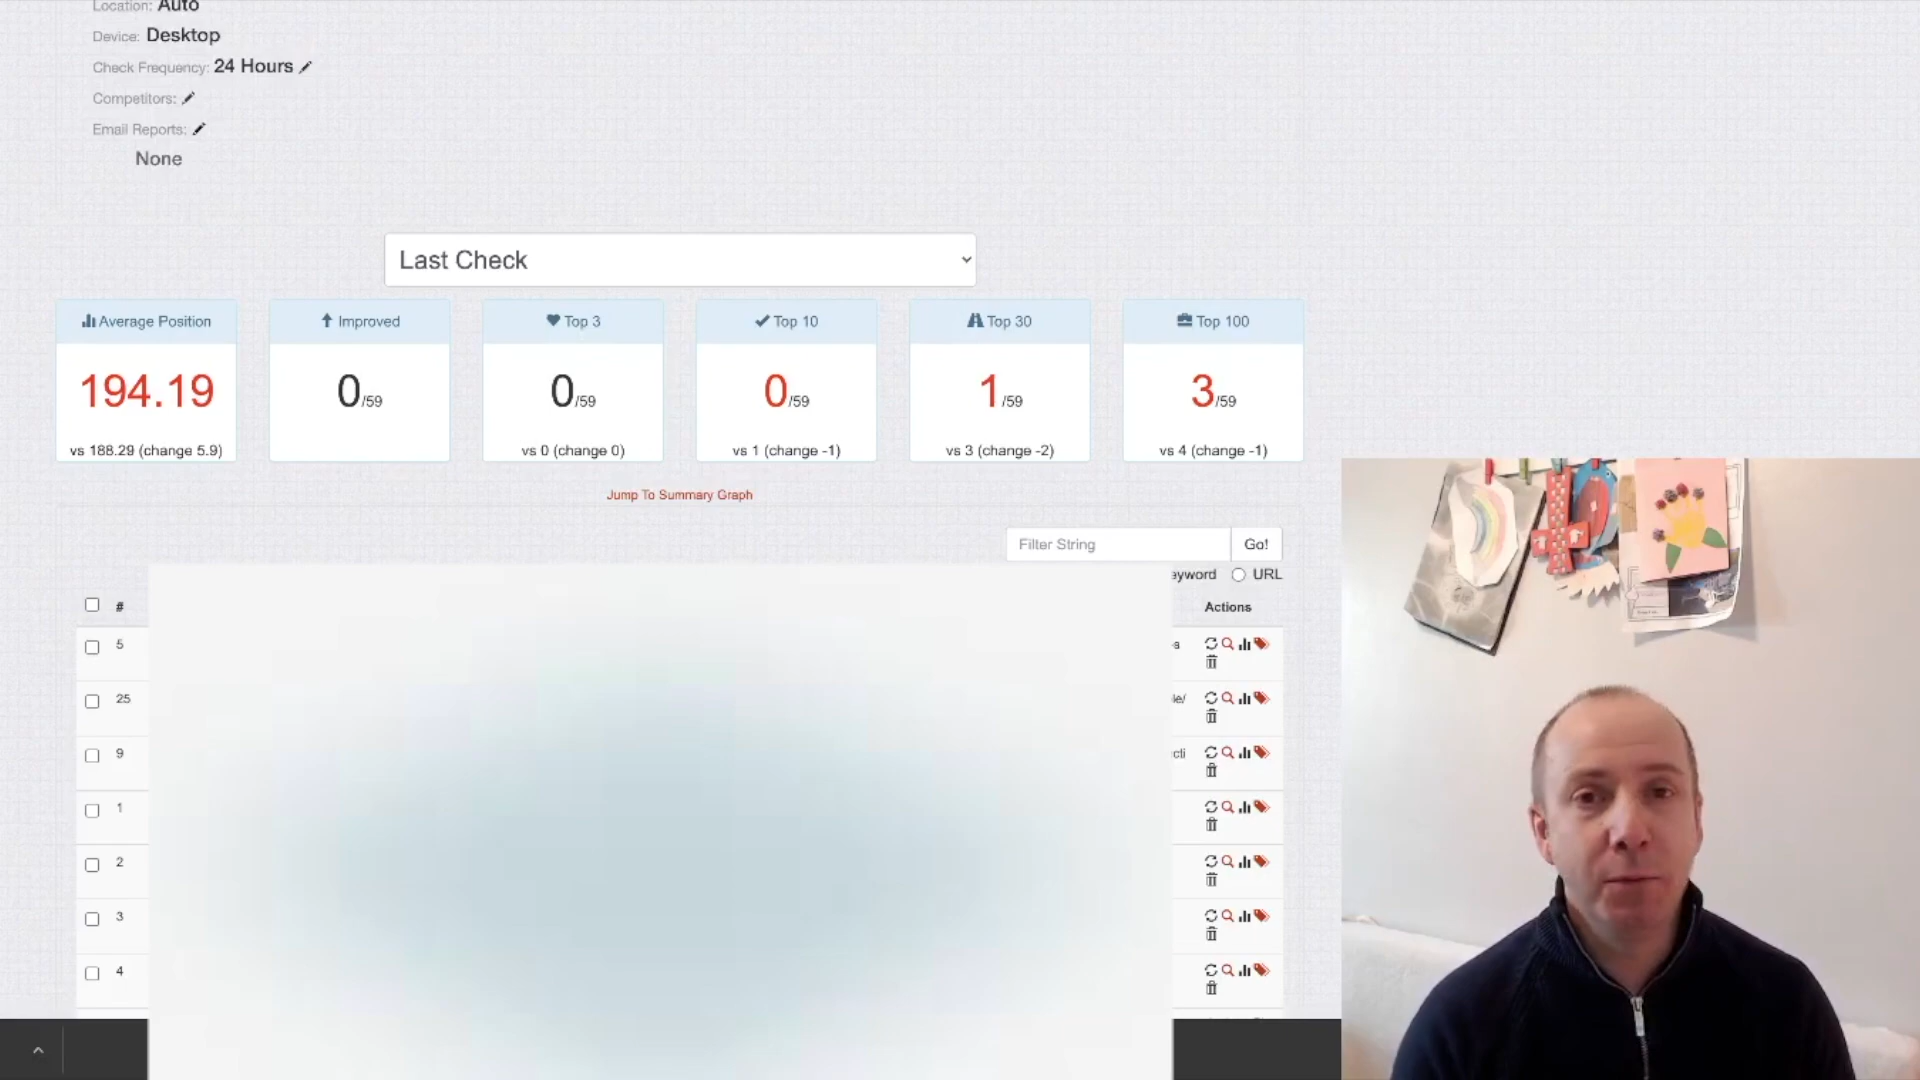 Location: Auto
Device: Desktop
Check Frequency: 24 Hours
Competitors:
Email Reports:
None
Last Check
Average Position
Improved
Top 3
Top 10
Top 30
Top 100
194.19
0/59
0/59
0/59
1/59
3/59
vs 188.29 (change 5.9)
vs 0 (change 0)
vs 1 (change -1)
vs 3 (change -2)
vs 4 (change -1)
Jump To Summary Graph
Filter String
Go!
eyword
URL
#
Actions
5
s
25
le/
9
cti
1
2
3
4